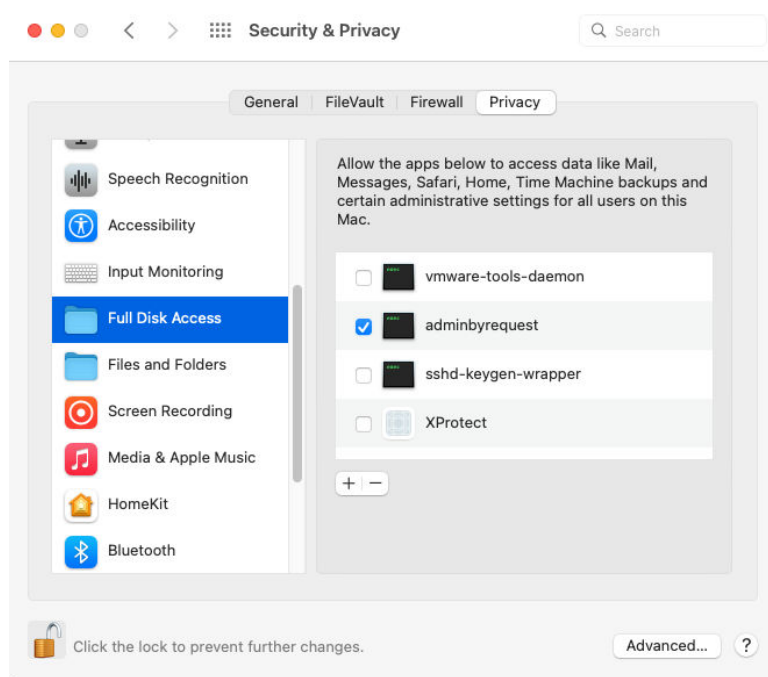 Security & Privacy
Search
General
FileVault
Firewall
Privacy
Speech Recognition
Accessibility
Input Monitoring
Full Disk Access
Files and Folders
Screen Recording
Media & Apple Music
HomeKit
Bluetooth
Allow the apps below to access data like Mail,
Messages, Safari, Home, Time Machine backups and
certain administrative settings for all users on this
Mac.
vmware-tools-daemon
adminbyrequest
sshd-keygen-wrapper
XProtect
+ −
Click the lock to prevent further changes.
Advanced...
?